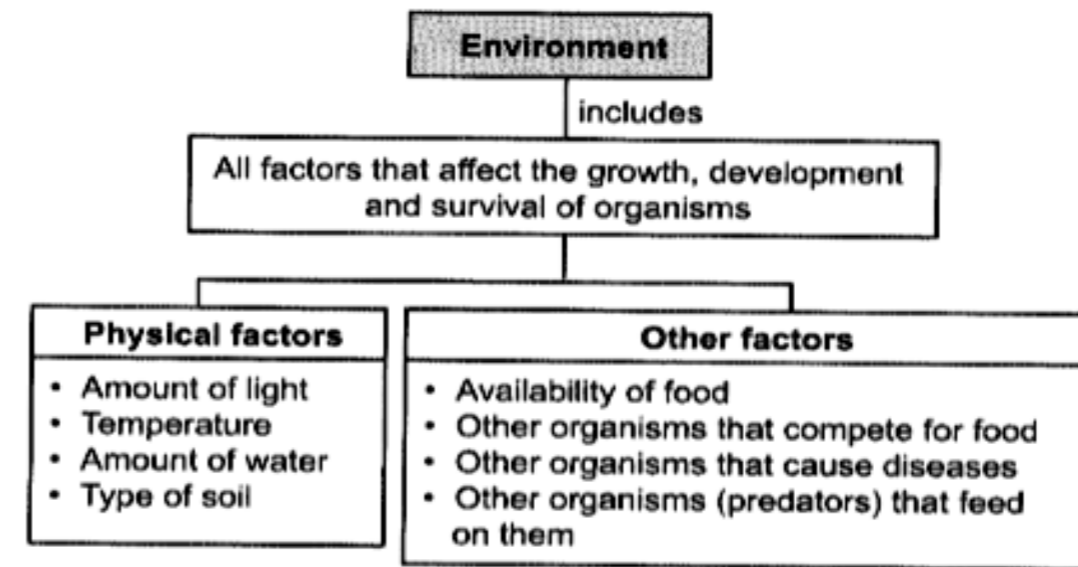 Environment
includes
All factors that affect the growth, development
and survival of organisms
Physical factors
• Amount of light
• Temperature
• Amount of water
• Type of soil
Other factors
• Availability of food
• Other organisms that compete for food
• Other organisms that cause diseases
• Other organisms (predators) that feed
on them